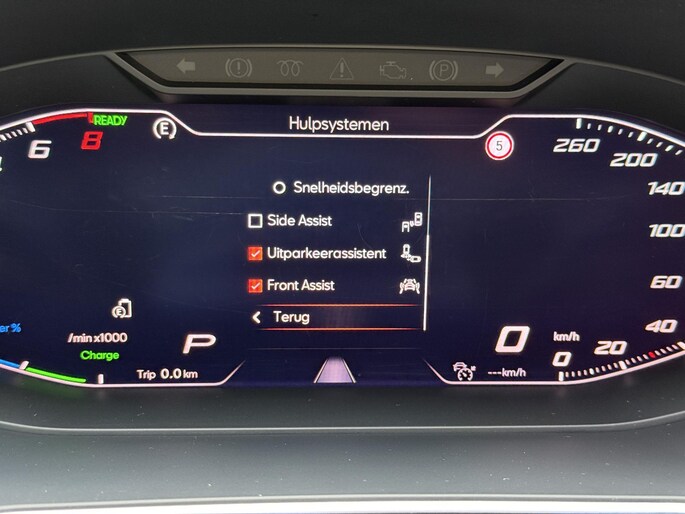 READY
E
Hulpsystemen
6
8
5
260
200
140
100
60
40
20
0
Snelheidsbegrenz.
Side Assist
Uitparkeerassistent
Front Assist
Terug
E
/min x1000
Charge
P
0 km/h
Trip 0.0 km
---km/h